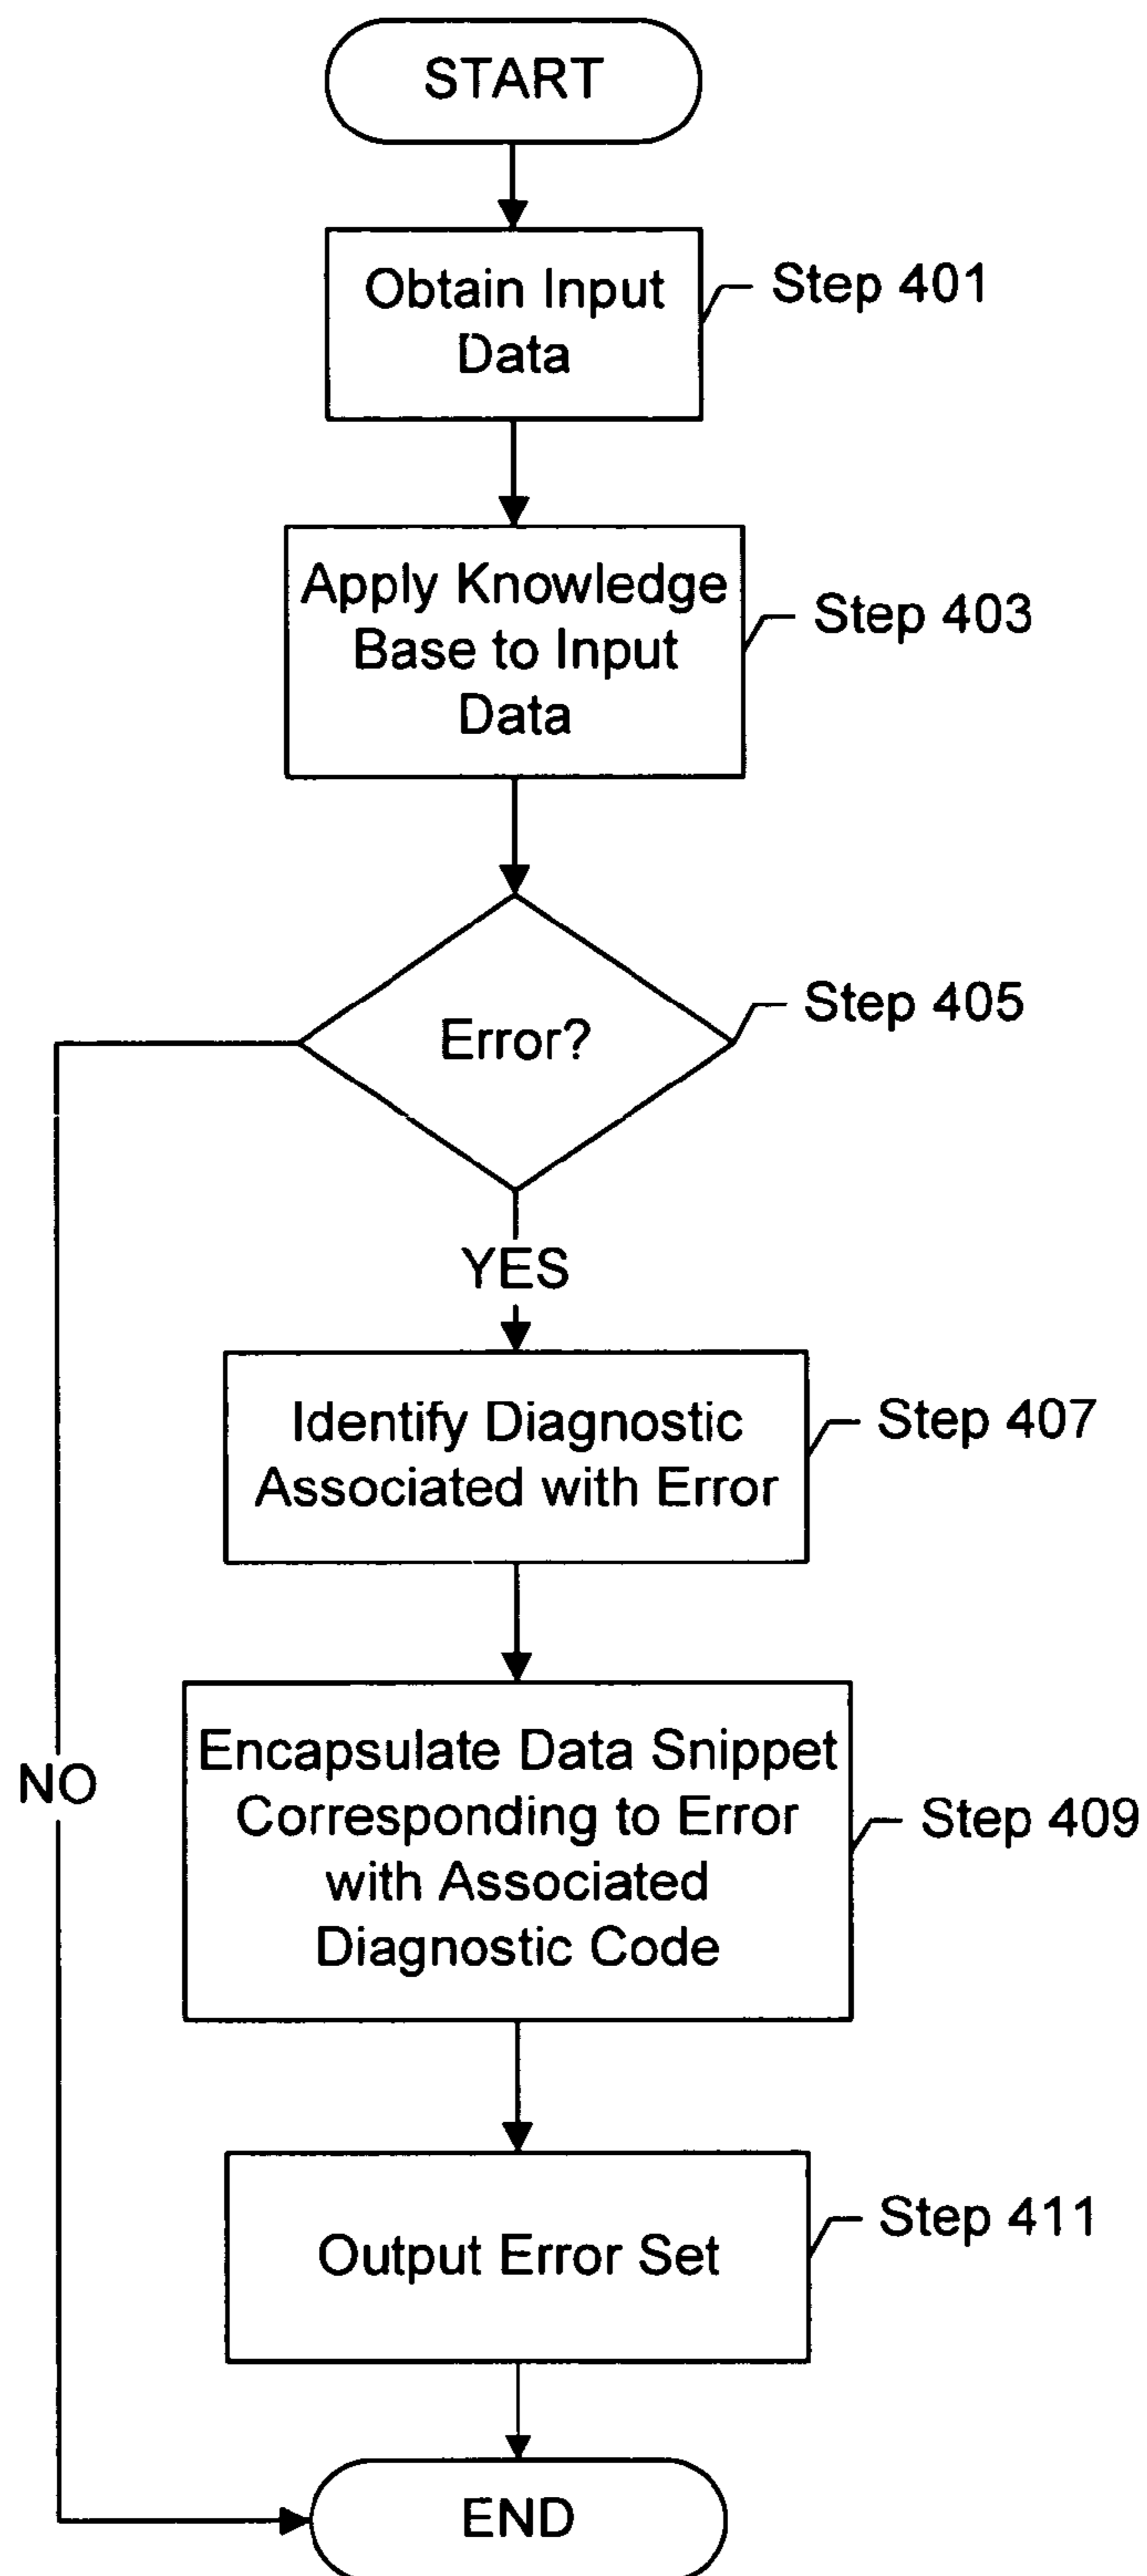 START
Obtain Input
Data
Step 401
Apply Knowledge
Base to Input
Data
Step 403
Error?
Step 405
YES
Identify Diagnostic
Associated with Error
Step 407
NO
Encapsulate Data Snippet
Corresponding to Error
with Associated
Diagnostic Code
Step 409
Output Error Set
Step 411
END